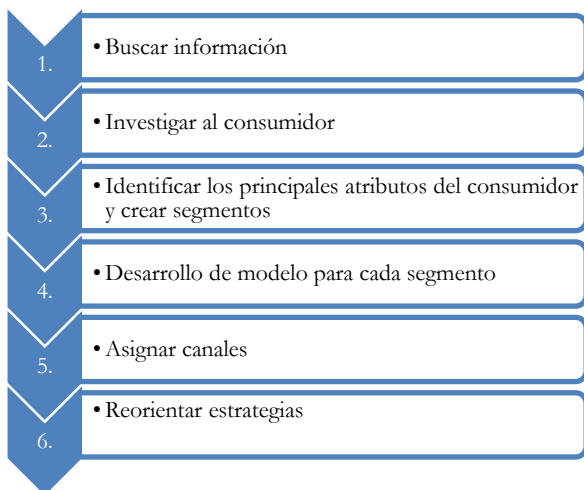 1.
• Buscar información
2.
• Investigar al consumidor
3.
• Identificar los principales atributos del consumidor
y crear segmentos
4.
• Desarrollo de modelo para cada segmento
5.
• Asignar canales
6.
• Reorientar estrategias